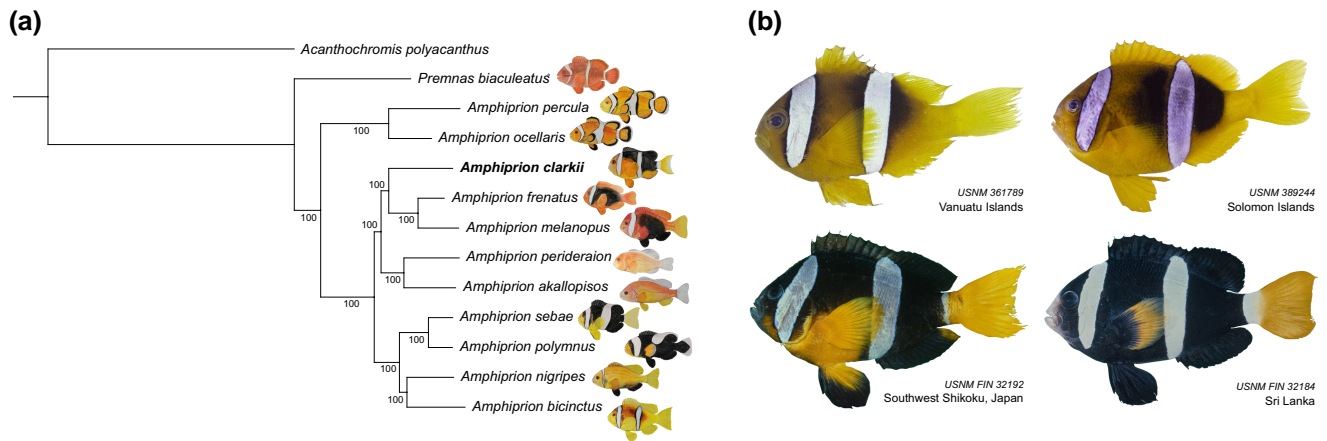 (a)
Acanthochromis polyacanthus
Premnas biaculeatus
Amphiprion percula
100
Amphiprion ocellaris
Amphiprion clarkii
100
Amphiprion frenatus
100
100
Amphiprion melanopus
Amphiprion perideraion
100
Amphiprion akallopisos
100
Amphiprion sebae
100
Amphiprion polymnus
100
Amphiprion nigripes
100
Amphiprion bicinctus
(b)
USNM 361789
Vanuatu Islands
USNM 389244
Solomon Islands
USNM FIN 32192
Southwest Shikoku, Japan
USNM FIN 32184
Sri Lanka